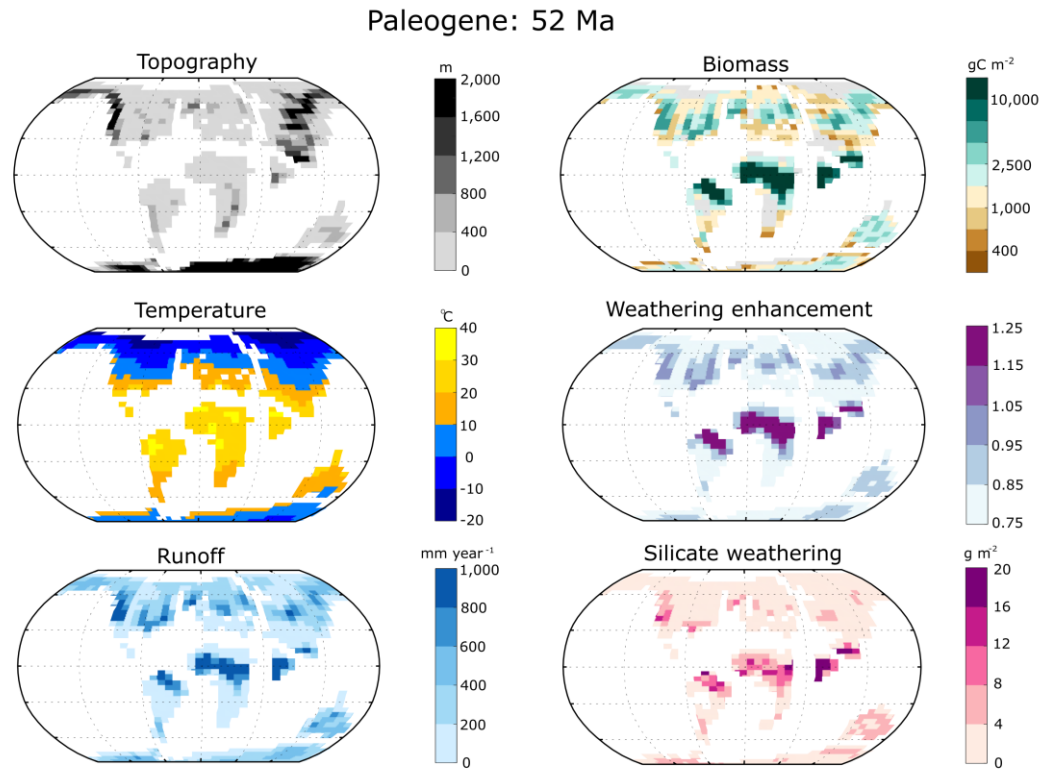 Paleogene: 52 Ma
Topography
m
2,000
1,600
1,200
800
400
0
Biomass
gC m⁻²
10,000
2,500
1,000
400
Temperature
°C
40
30
20
10
0
-10
-20
Weathering enhancement
1.25
1.15
1.05
0.95
0.85
0.75
Runoff
mm year⁻¹
1,000
800
600
400
200
0
Silicate weathering
g m⁻²
20
16
12
8
4
0